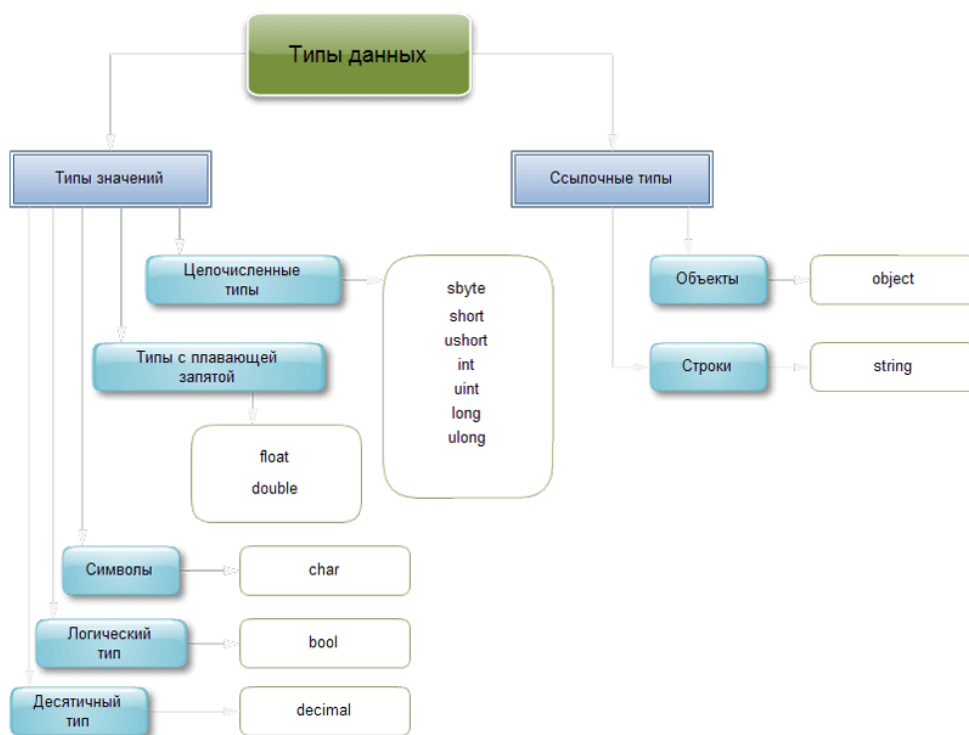 Типы данных
Типы значений
Ссылочные типы
Целочисленные
типы
sbyte
short
ushort
int
uint
long
ulong
Типы с плавающей
запятой
float
double
Символы
char
Логический
тип
bool
Десятичный
тип
decimal
Объекты
object
Строки
string